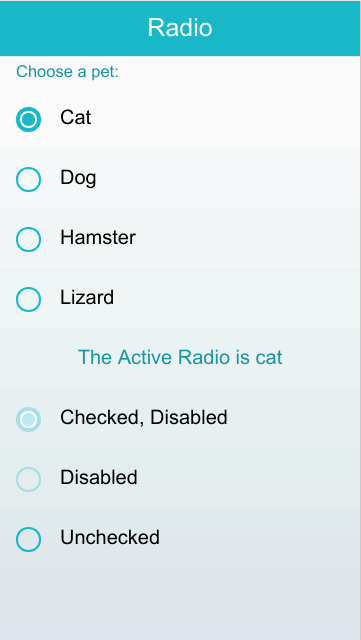 Radio
Choose a pet:
Cat
Dog
Hamster
Lizard
The Active Radio is cat
Checked, Disabled
Disabled
Unchecked